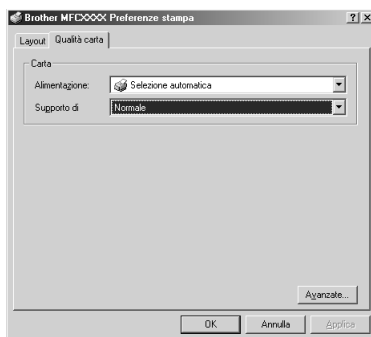 Brother MFCXXXX Preferenze stampa
Layout Qualità carta
Carta
Alimentazione: Selezione automatica
Supporto di Normale
Avanzate...
OK Annulla Applica